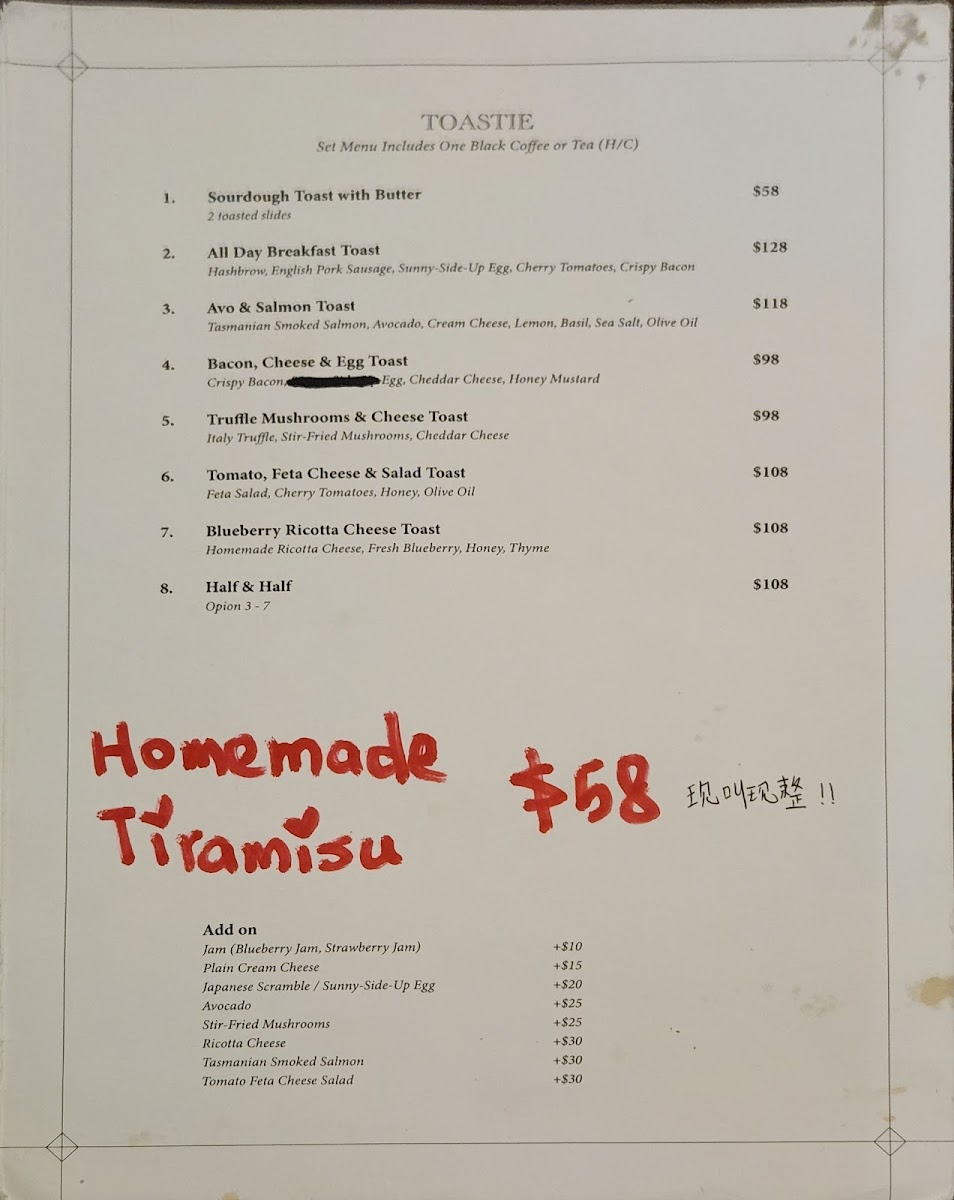 TOASTIE
Set Menu Includes One Black Coffee or Tea (H/C)
1. Sourdough Toast with Butter $58
2 toasted slides
2. All Day Breakfast Toast $128
Hashbrow, English Pork Sausage, Sunny-Side-Up Egg, Cherry Tomatoes, Crispy Bacon
3. Avo & Salmon Toast $118
Tasmanian Smoked Salmon, Avocado, Cream Cheese, Lemon, Basil, Sea Salt, Olive Oil
4. Bacon, Cheese & Egg Toast $98
Crispy Bacon, Egg, Cheddar Cheese, Honey Mustard
5. Truffle Mushrooms & Cheese Toast $98
Italy Truffle, Stir-Fried Mushrooms, Cheddar Cheese
6. Tomato, Feta Cheese & Salad Toast $108
Feta Salad, Cherry Tomatoes, Honey, Olive Oil
7. Blueberry Ricotta Cheese Toast $108
Homemade Ricotta Cheese, Fresh Blueberry, Honey, Thyme
8. Half & Half $108
Opion 3 - 7
Homemade
Tiramisu
$58 现叫现整!!
Add on
Jam (Blueberry Jam, Strawberry Jam) +$10
Plain Cream Cheese +$15
Japanese Scramble / Sunny-Side-Up Egg +$20
Avocado +$25
Stir-Fried Mushrooms +$25
Ricotta Cheese +$30
Tasmanian Smoked Salmon +$30
Tomato Feta Cheese Salad +$30